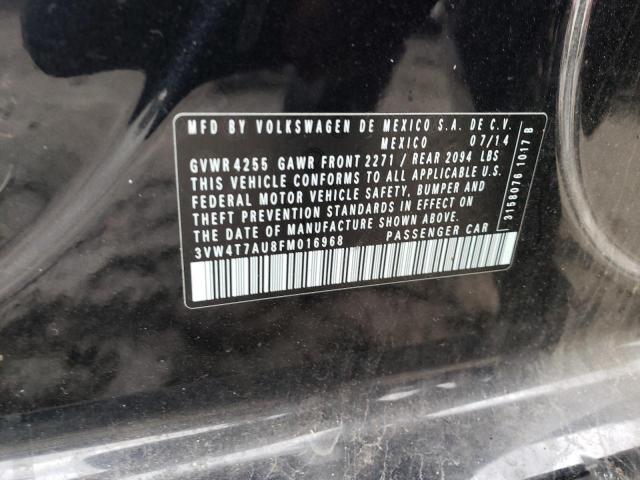 MFD BY VOLKSWAGEN DE MEXICO S.A. DE C.V.
MEXICO 07/14
GVWR 4255 GAWR FRONT 2271 / REAR 2094 LBS
THIS VEHICLE CONFORMS TO ALL APPLICABLE U.S.
FEDERAL MOTOR VEHICLE SAFETY, BUMPER AND
THEFT PREVENTION STANDARDS IN EFFECT ON
THE DATE OF MANUFACTURE SHOWN ABOVE.
3VW4T7AU8FM016968 PASSENGER CAR
3158076 1017 B